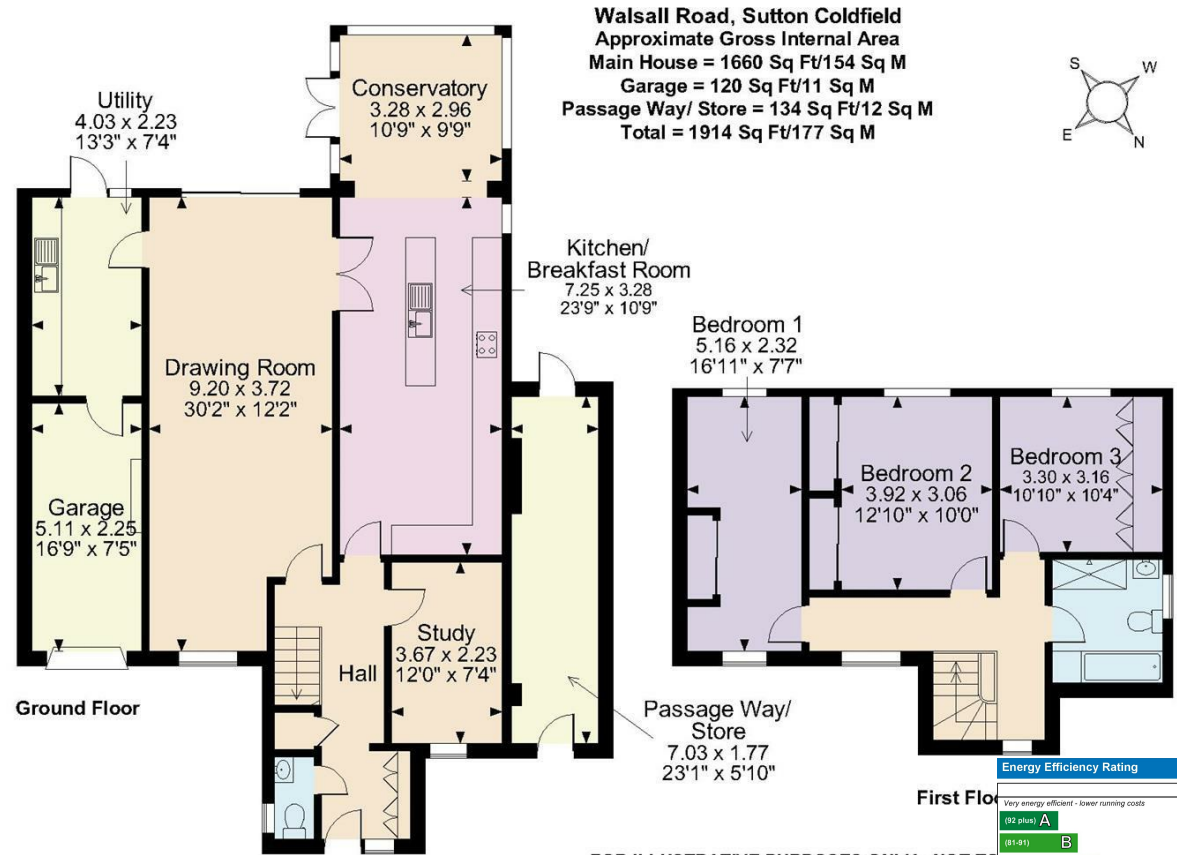 Walsall Road, Sutton Coldfield
Approximate Gross Internal Area
Main House = 1660 Sq Ft/154 Sq M
Garage = 120 Sq Ft/11 Sq M
Passage Way/ Store = 134 Sq Ft/12 Sq M
Total = 1914 Sq Ft/177 Sq M
S
W
E
N
Conservatory
3.28 x 2.96
10'9" x 9'9"
Utility
4.03 x 2.23
13'3" x 7'4"
Kitchen/
Breakfast Room
7.25 x 3.28
23'9" x 10'9"
Drawing Room
9.20 x 3.72
30'2" x 12'2"
Garage
5.11 x 2.25
16'9" x 7'5"
Study
3.67 x 2.23
12'0" x 7'4"
Hall
Passage Way/
Store
7.03 x 1.77
23'1" x 5'10"
Ground Floor
Bedroom 1
5.16 x 2.32
16'11" x 7'7"
Bedroom 2
3.92 x 3.06
12'10" x 10'0"
Bedroom 3
3.30 x 3.16
10'10" x 10'4"
First
Energy Efficiency Rating
Very energy efficient - lower running costs
(92 plus) A
(81-91) B